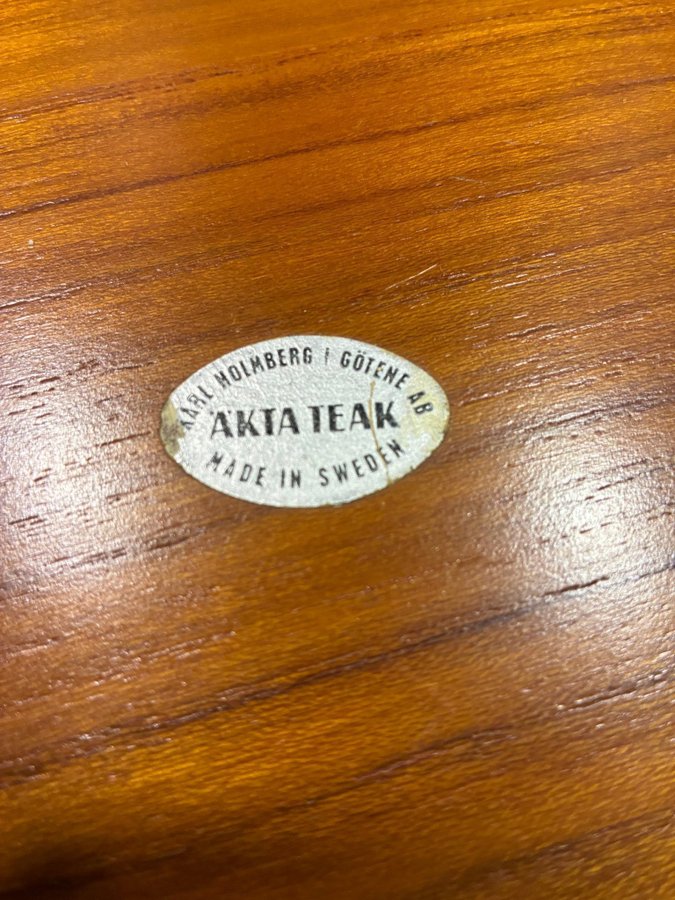 KARL HOLMBERG I GÖTENE AB
ÄKTA TEAK
MADE IN SWEDEN